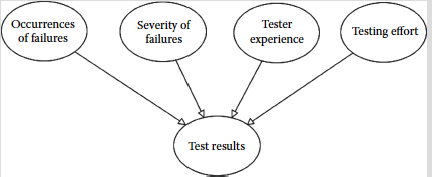 Occurrences
of failures
Severity of
failures
Tester
experience
Testing effort
Test results